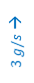 3 g/s →